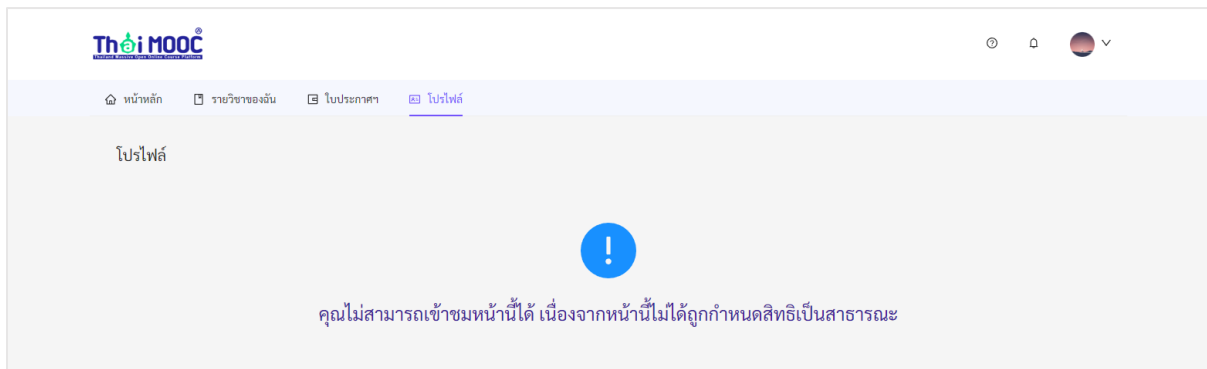 Thai MOOC
Thailand Massive Open Online Course Platform
หน้าหลัก รายวิชาของฉัน ใบประกาศฯ โปรไฟล์
โปรไฟล์
คุณไม่สามารถเข้าชมหน้านี้ได้ เนื่องจากหน้านี้ไม่ได้ถูกกำหนดสิทธิเป็นสาธารณะ